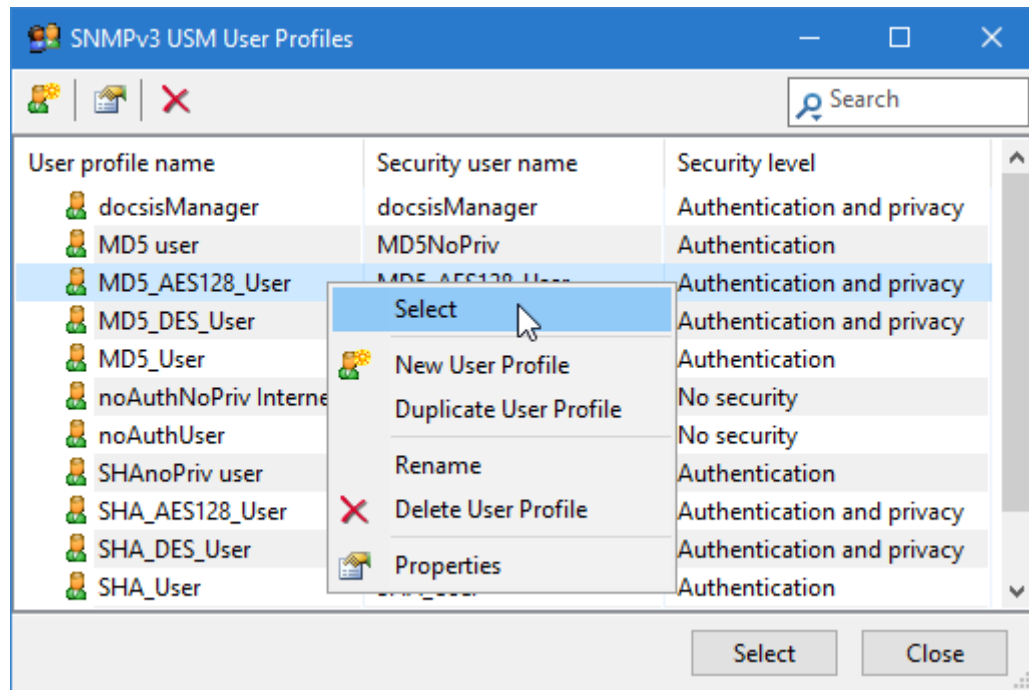 SNMPv3 USM User Profiles
Search
User profile name Security user name Security level
docsisManager docsisManager Authentication and privacy
MD5 user MD5NoPriv Authentication
MD5_AES128_User MD5_AES128_User Authentication and privacy
Select
MD5_DES_User Authentication and privacy
New User Profile
MD5_User Authentication
noAuthNoPriv Interne No security
Duplicate User Profile
noAuthUser No security
Rename
SHAnoPriv user Authentication
Delete User Profile
SHA_AES128_User Authentication and privacy
SHA_DES_User Authentication and privacy
Properties
SHA_User Authentication
Select Close